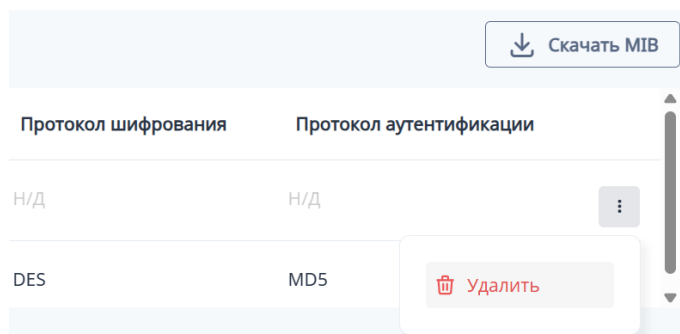 Скачать MIB
Протокол шифрования Протокол аутентификации
Н/Д Н/Д
DES MD5
Удалить